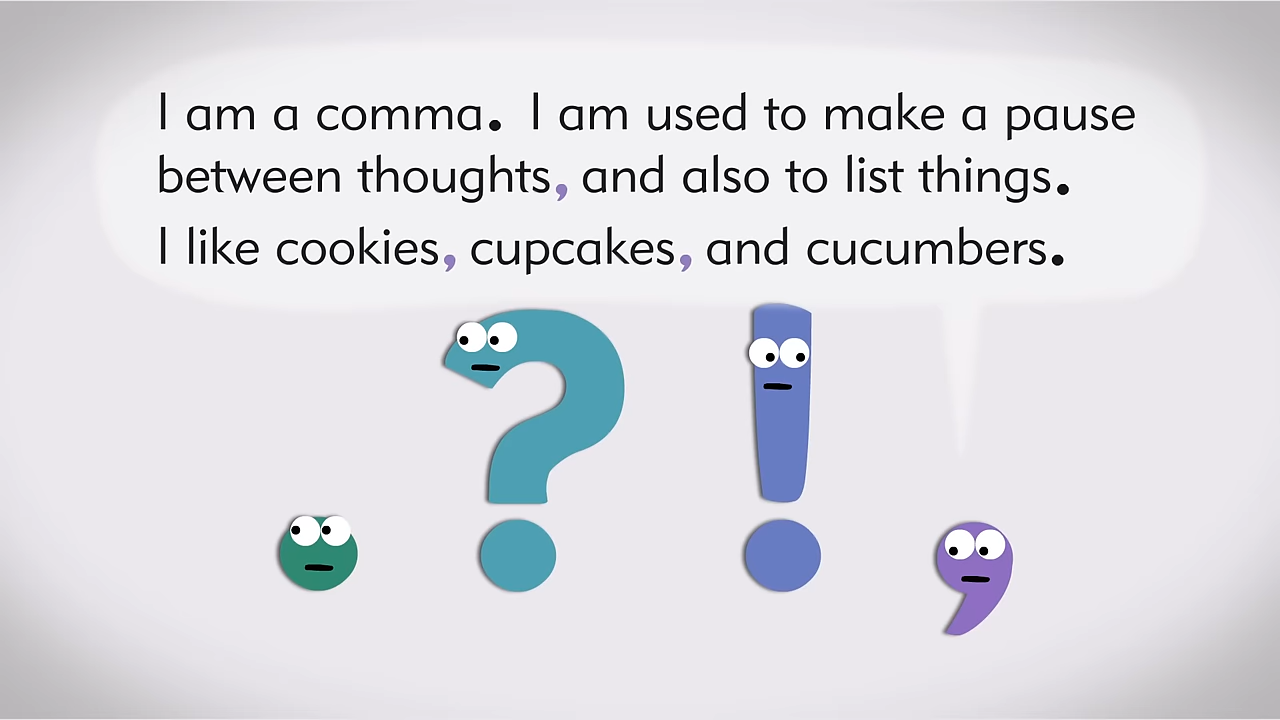 I am a comma. I am used to make a pause
between thoughts, and also to list things.
I like cookies, cupcakes, and cucumbers.